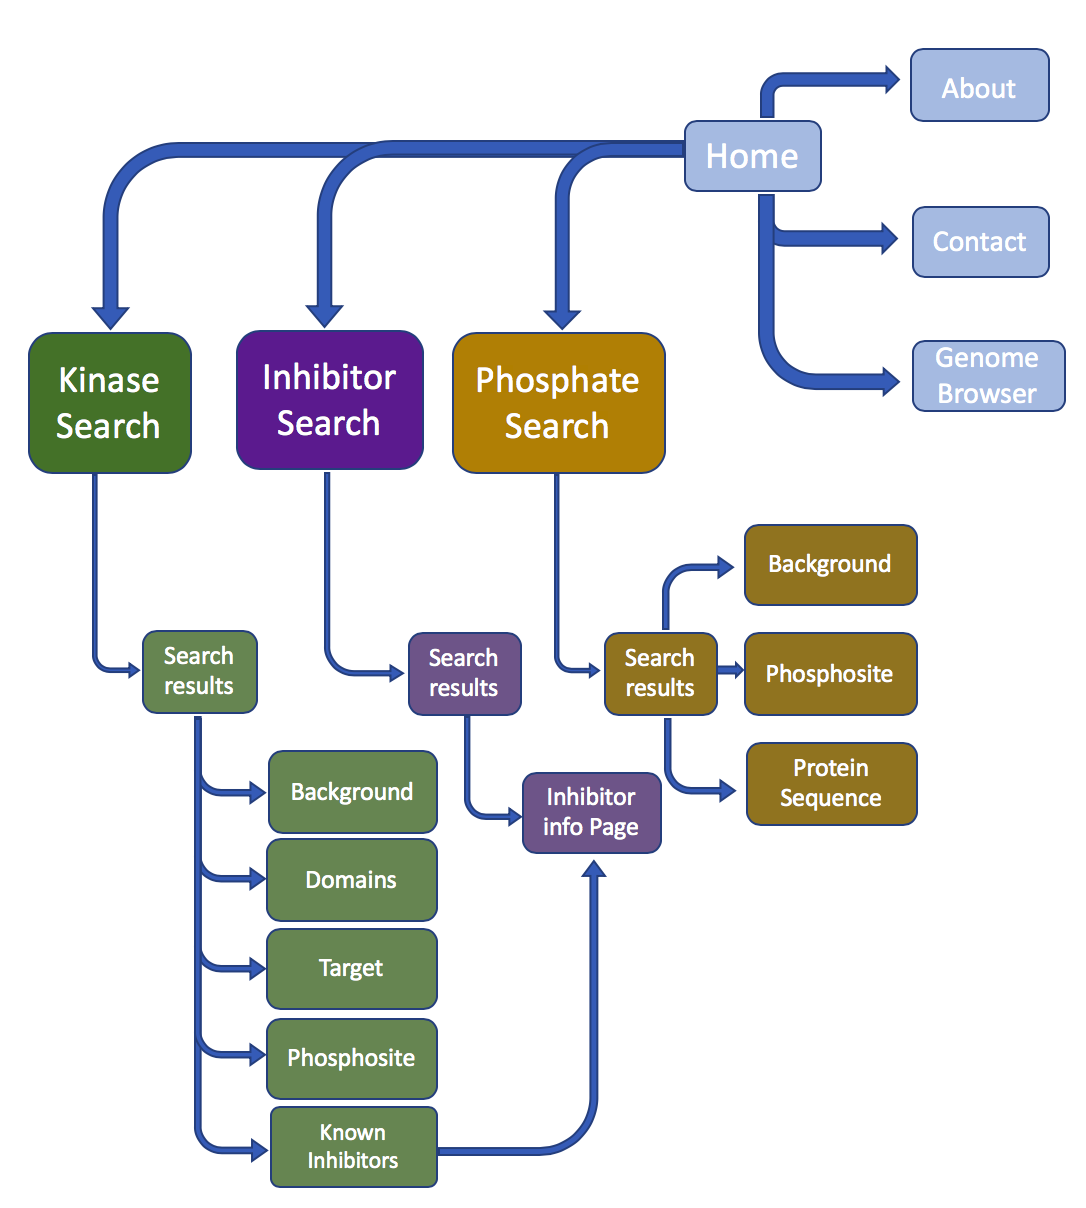 About
Home
Contact
Genome
Browser
Kinase
Search
Inhibitor
Search
Phosphate
Search
Search
results
Background
Domains
Target
Phosphosite
Known
Inhibitors
Search
results
Inhibitor
info Page
Search
results
Background
Phosphosite
Protein
Sequence